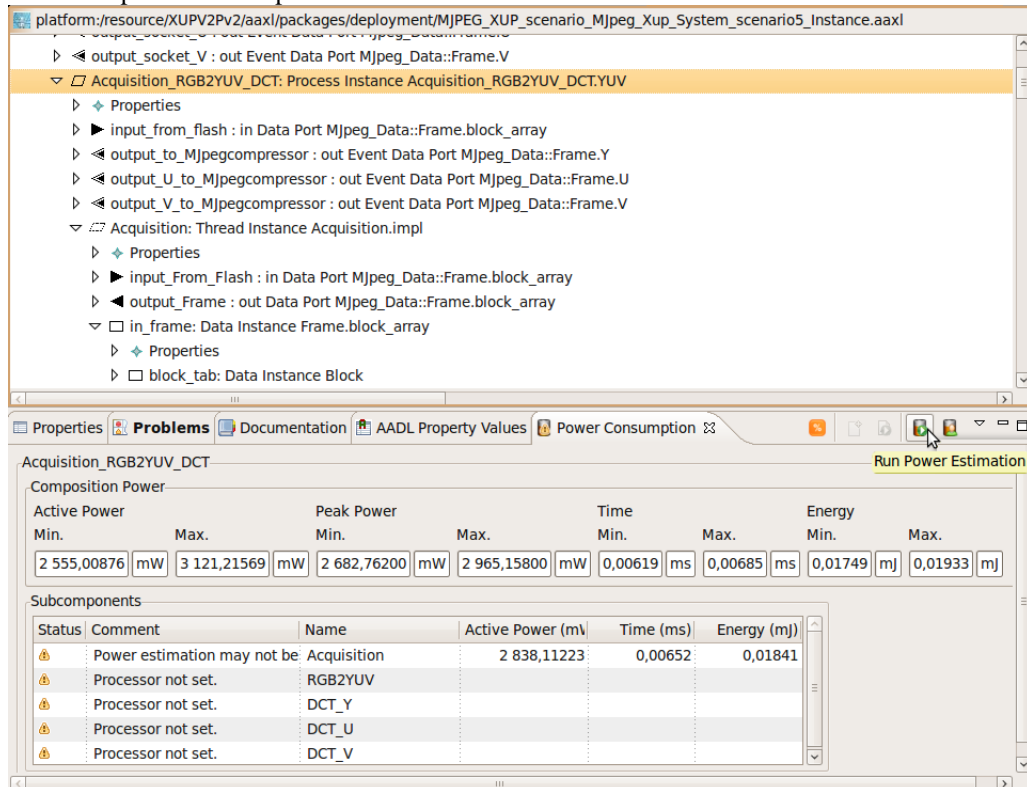 platform:/resource/XUPV2Pv2/aaxl/packages/deployment/MJPEG_XUP_scenario_MJpeg_Xup_System_scenario5_Instance.aaxl
output_socket_V : out Event Data Port MJpeg_Data::Frame.V
Acquisition_RGB2YUV_DCT: Process Instance Acquisition_RGB2YUV_DCT.YUV
Properties
input_from_flash : in Data Port MJpeg_Data::Frame.block_array
output_to_MJpegcompressor : out Event Data Port MJpeg_Data::Frame.Y
output_U_to_MJpegcompressor : out Event Data Port MJpeg_Data::Frame.U
output_V_to_MJpegcompressor : out Event Data Port MJpeg_Data::Frame.V
Acquisition: Thread Instance Acquisition.impl
Properties
input_From_Flash : in Data Port MJpeg_Data::Frame.block_array
output_Frame : out Data Port MJpeg_Data::Frame.block_array
in_frame: Data Instance Frame.block_array
Properties
block_tab: Data Instance Block
Properties Problems Documentation AADL Property Values Power Consumption
Run Power Estimation
Acquisition_RGB2YUV_DCT
Composition Power
Active Power Peak Power Time Energy
Min. Max. Min. Max. Min. Max. Min. Max.
2 555,00876 mW 3 121,21569 mW 2 682,76200 mW 2 965,15800 mW 0,00619 ms 0,00685 ms 0,01749 mJ 0,01933 mJ
Subcomponents
Status Comment Name Active Power (mW Time (ms) Energy (mJ)
Power estimation may not be Acquisition 2 838,11223 0,00652 0,01841
Processor not set. RGB2YUV
Processor not set. DCT_Y
Processor not set. DCT_U
Processor not set. DCT_V